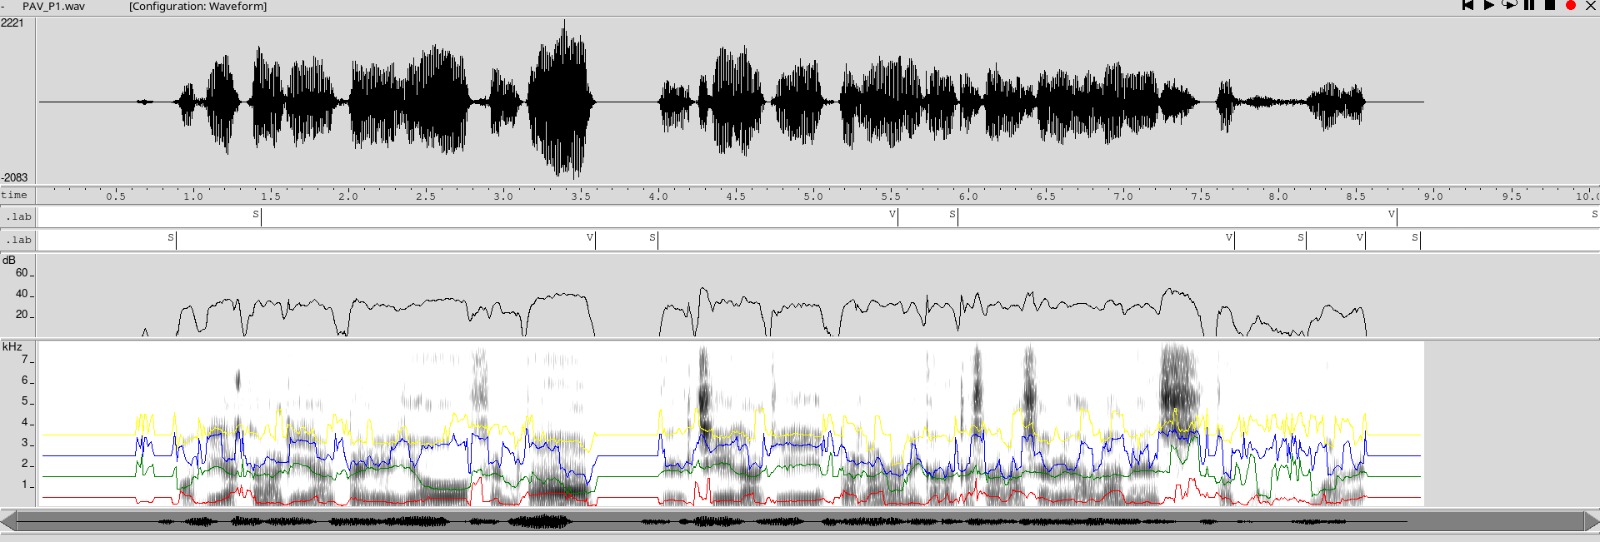 - PAV_P1.wav [Configuration: Waveform]
2221
-2083
time 0.5 1.0 1.5 2.0 2.5 3.0 3.5 4.0 4.5 5.0 5.5 6.0 6.5 7.0 7.5 8.0 8.5 9.0 9.5 10.0
.lab S V S V S
.lab S V S V S V S
dB
60
40
20
kHz
7
6
5
4
3
2
1